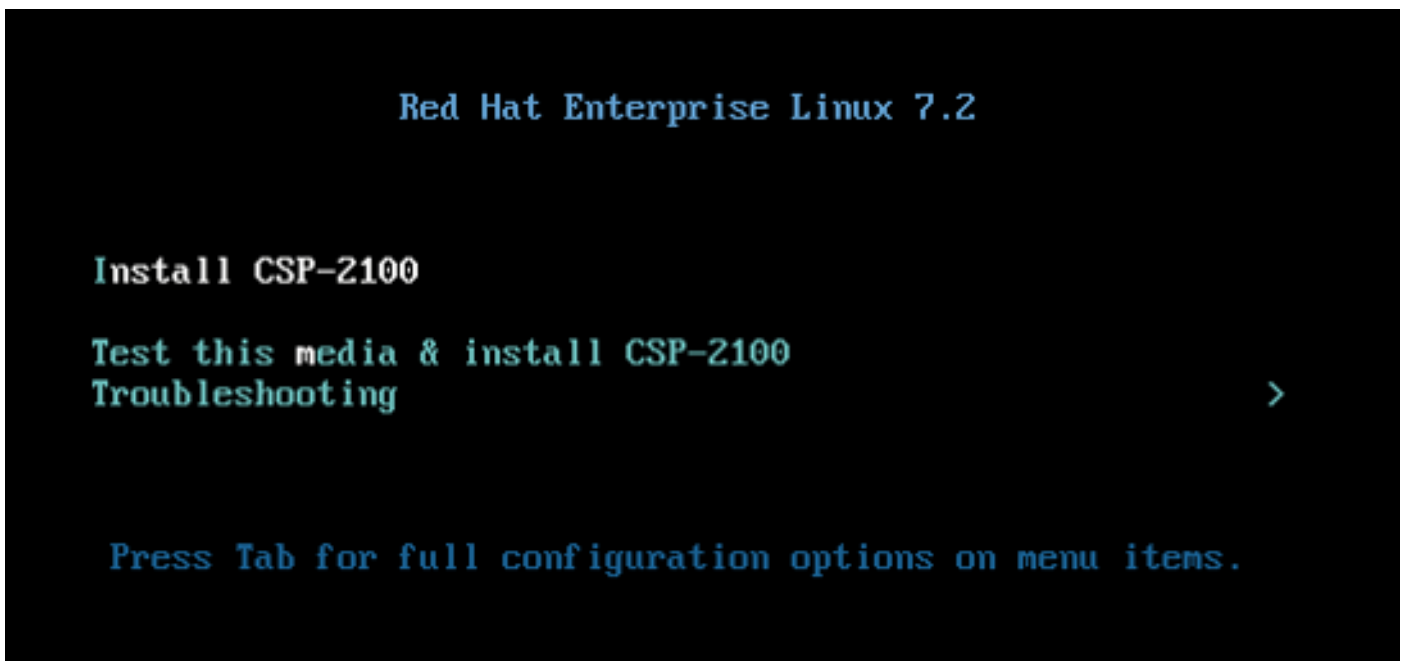 Red Hat Enterprise Linux 7.2
Install CSP-2100
Test this media & install CSP-2100
Troubleshooting >
Press Tab for full configuration options on menu items.